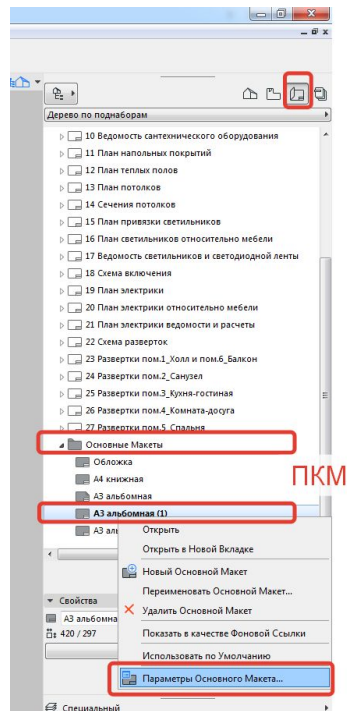 Дерево по поднаборам
10 Ведомость сантехнического оборудования
11 План напольных покрытий
12 План теплых полов
13 План потолков
14 Сечения потолков
15 План привязки светильников
16 План светильников относительно мебели
17 Ведомость светильников и светодиодной ленты
18 Схема включения
19 План электрики
20 План электрики относительно мебели
21 План электрики ведомости и расчеты
22 Схема разверток
23 Развертки пом.1_Холл и пом.6_Балкон
24 Развертки пом.2_Санузел
25 Развертки пом.3_Кухня-гостиная
26 Развертки пом.4_Комната-досуга
27 Развертки пом.5_Спальня
Основные Макеты
Обложка
А4 книжная
ПКМ
А3 альбомная
А3 альбомная (1)
А3 ал
Открыть
Открыть в Новой Вкладке
Новый Основной Макет
Переименовать Основной Макет...
Удалить Основной Макет
Показать в качестве Фоновой Ссылки
Использовать по Умолчанию
Параметры Основного Макета...
Свойства
А3 альбомна
420 / 297
Специальный